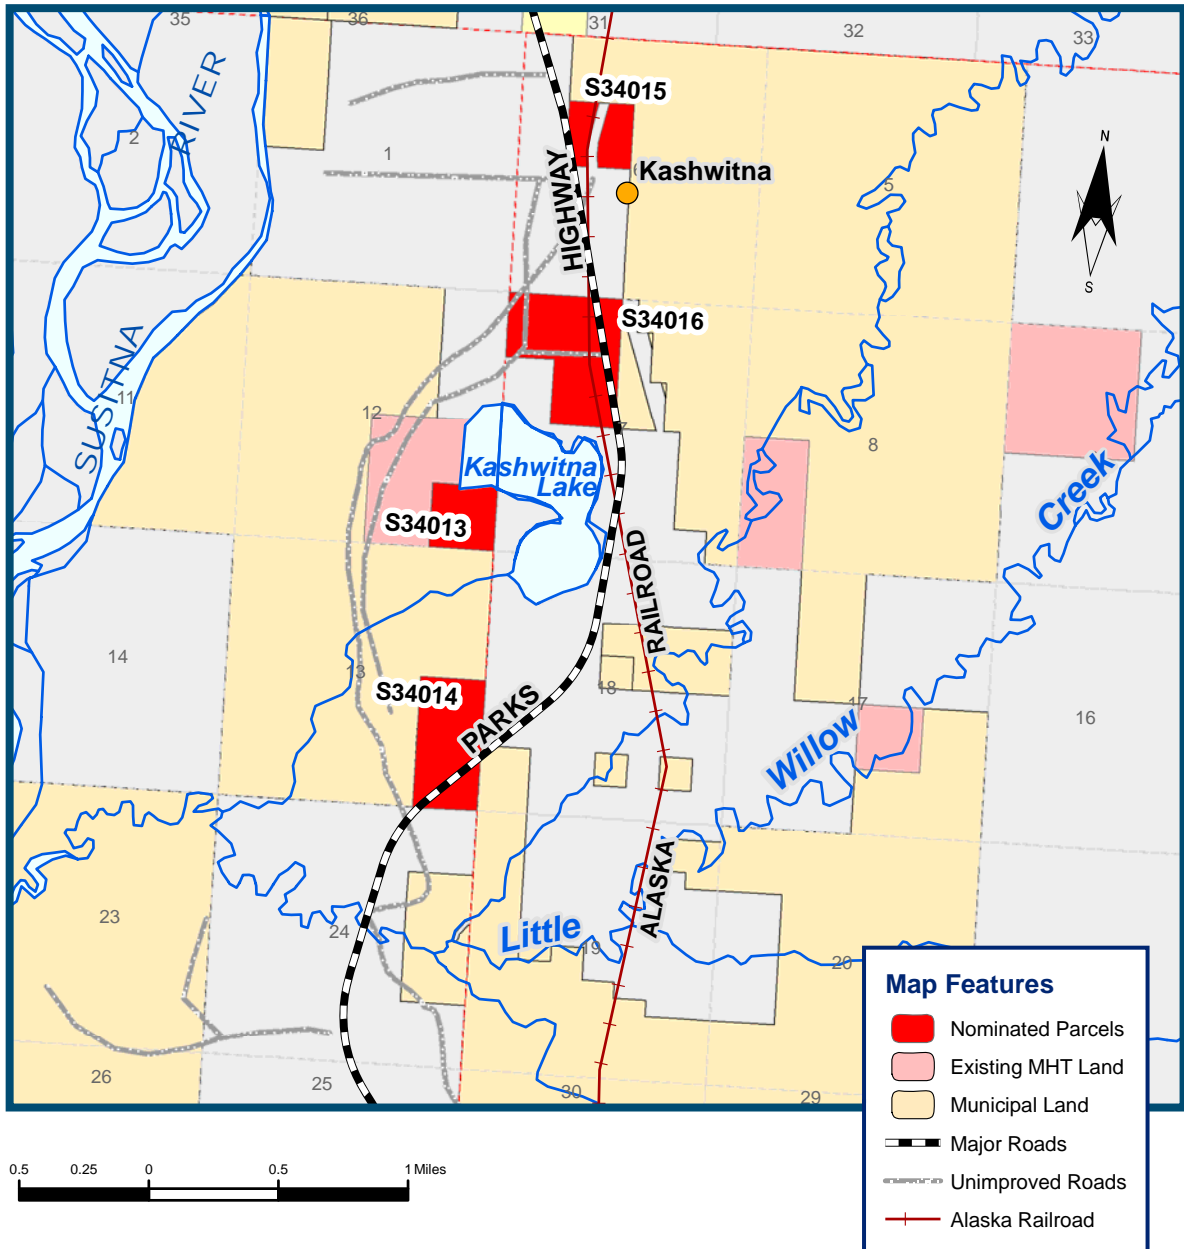 35
36
31
32
33
RIVER
S34015
2
1
Kashwitna
5
N
HIGHWAY
S
S34016
SUSITNA
11
12
7
8
Kashwitna
Lake
Creek
S34013
RAILROAD
14
13
S34014
18
17
16
PARKS
Willow
ALASKA
23
24
Little
19
20
26
25
30
29
Map Features
Nominated Parcels
Existing MHT Land
Municipal Land
Major Roads
Unimproved Roads
Alaska Railroad
0.5 0.25 0 0.5 1 Miles